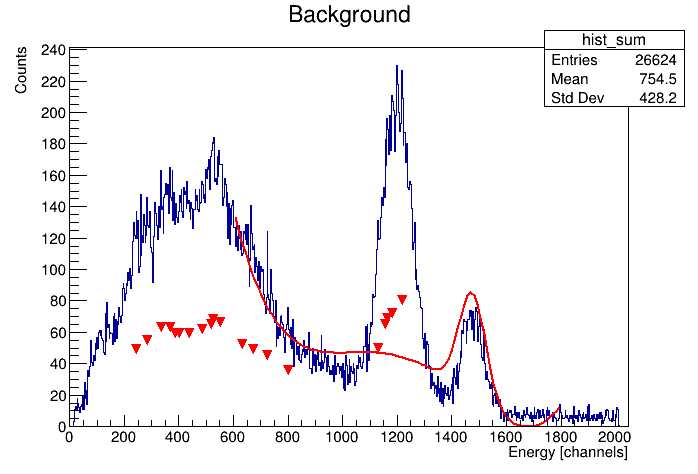 Background
hist_sum
Entries 26624
Mean 754.5
Std Dev 428.2
Counts
240
220
200
180
160
140
120
100
80
60
40
20
0
0 200 400 600 800 1000 1200 1400 1600 1800 2000
Energy [channels]